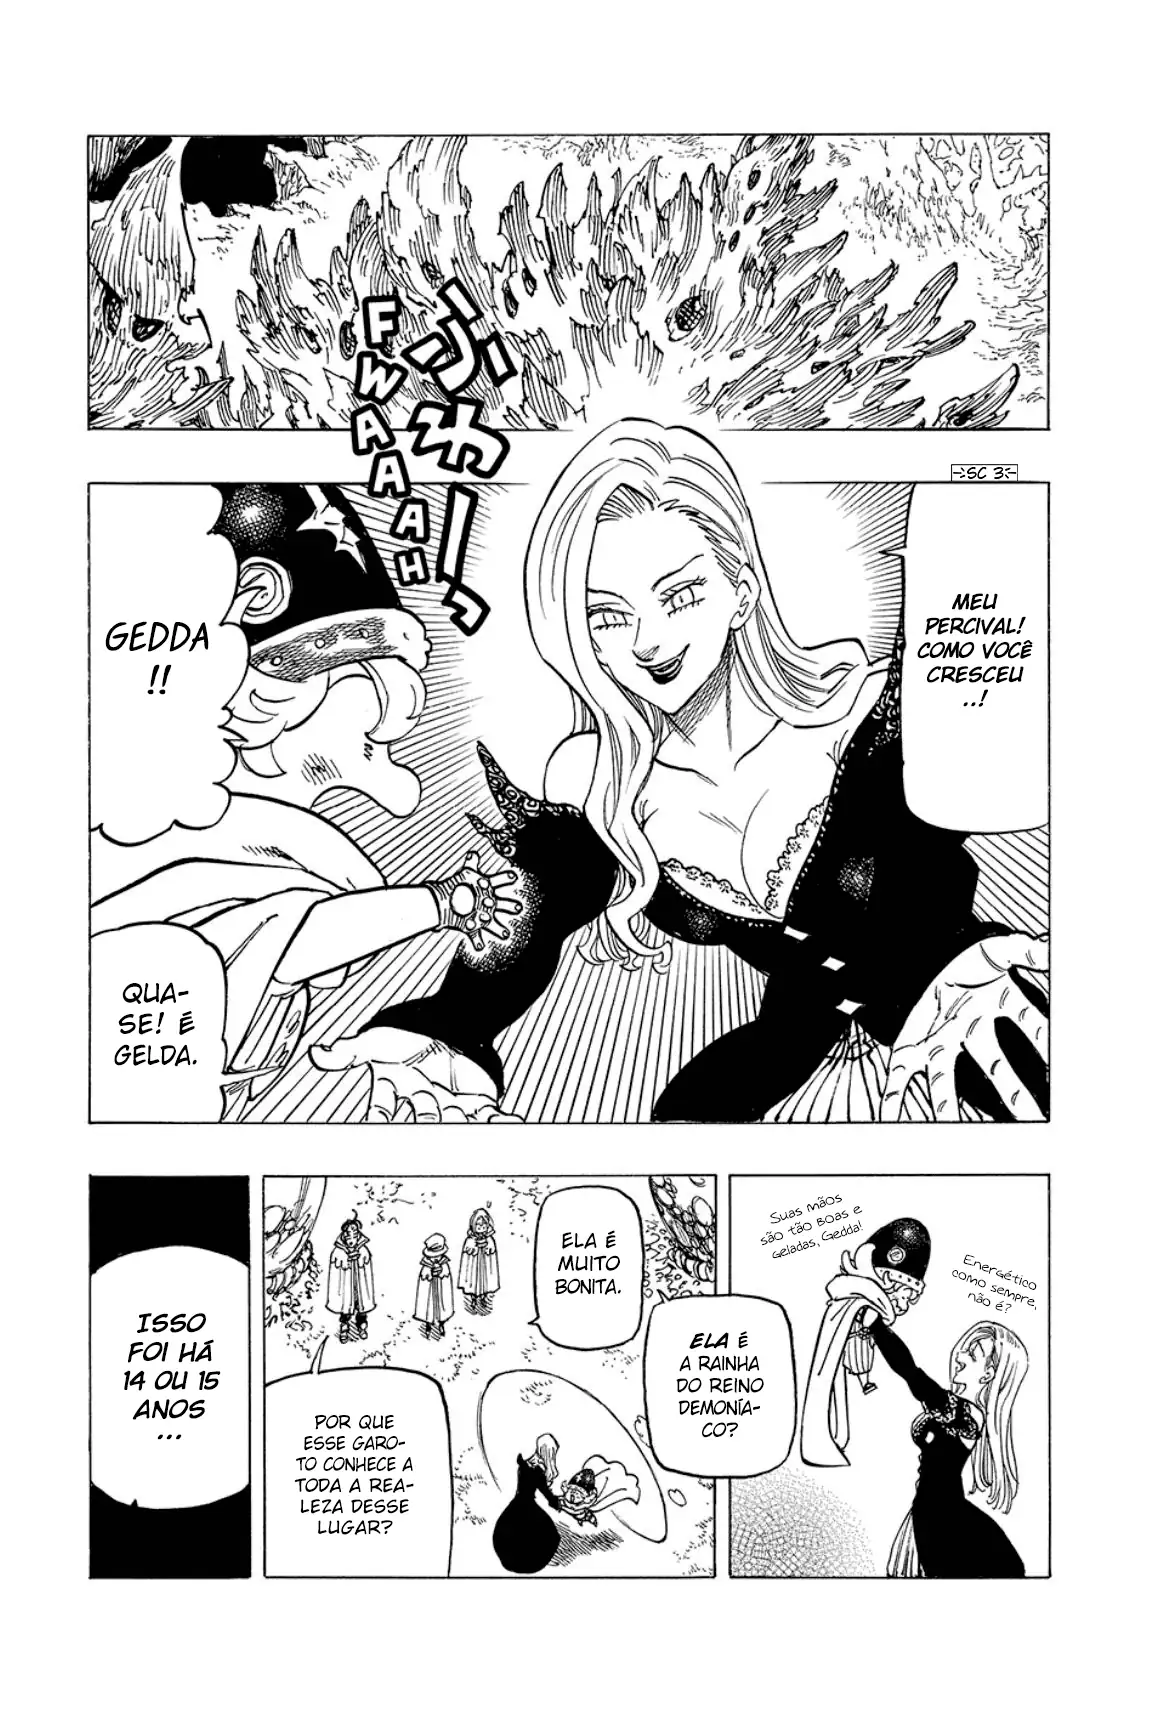 ふわーっ
FWAAAAH
SC 3
MEU
PERCIVAL!
COMO VOCÊ
CRESCEU
..!
GEDDA
!!
QUA-
SE! É
GELDA.
Suas mãos
são tão boas e
geladas, Gedda!
Energético
como sempre,
não é?
ELA É
A RAINHA
DO REINO
DEMONÍA-
CO?
ELA É
MUITO
BONITA.
POR QUE
ESSE GARO-
TO CONHECE A
TODA A REA-
LEZA DESSE
LUGAR?
ISSO
FOI HÁ
14 OU 15
ANOS
...